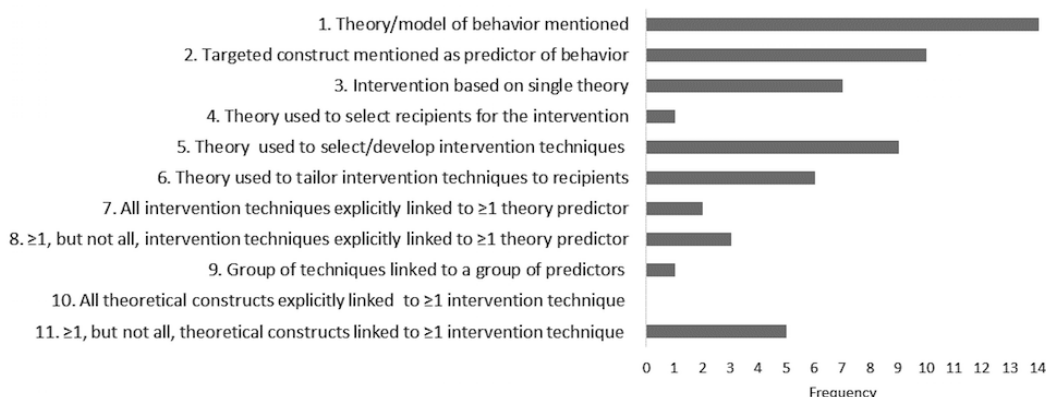 1. Theory/model of behavior mentioned
2. Targeted construct mentioned as predictor of behavior
3. Intervention based on single theory
4. Theory used to select recipients for the intervention
5. Theory used to select/develop intervention techniques
6. Theory used to tailor intervention techniques to recipients
7. All intervention techniques explicitly linked to ≥1 theory predictor
8. ≥1, but not all, intervention techniques explicitly linked to ≥1 theory predictor
9. Group of techniques linked to a group of predictors
10. All theoretical constructs explicitly linked to ≥1 intervention technique
11. ≥1, but not all, theoretical constructs linked to ≥1 intervention technique
0 1 2 3 4 5 6 7 8 9 10 11 12 13 14
Frequency